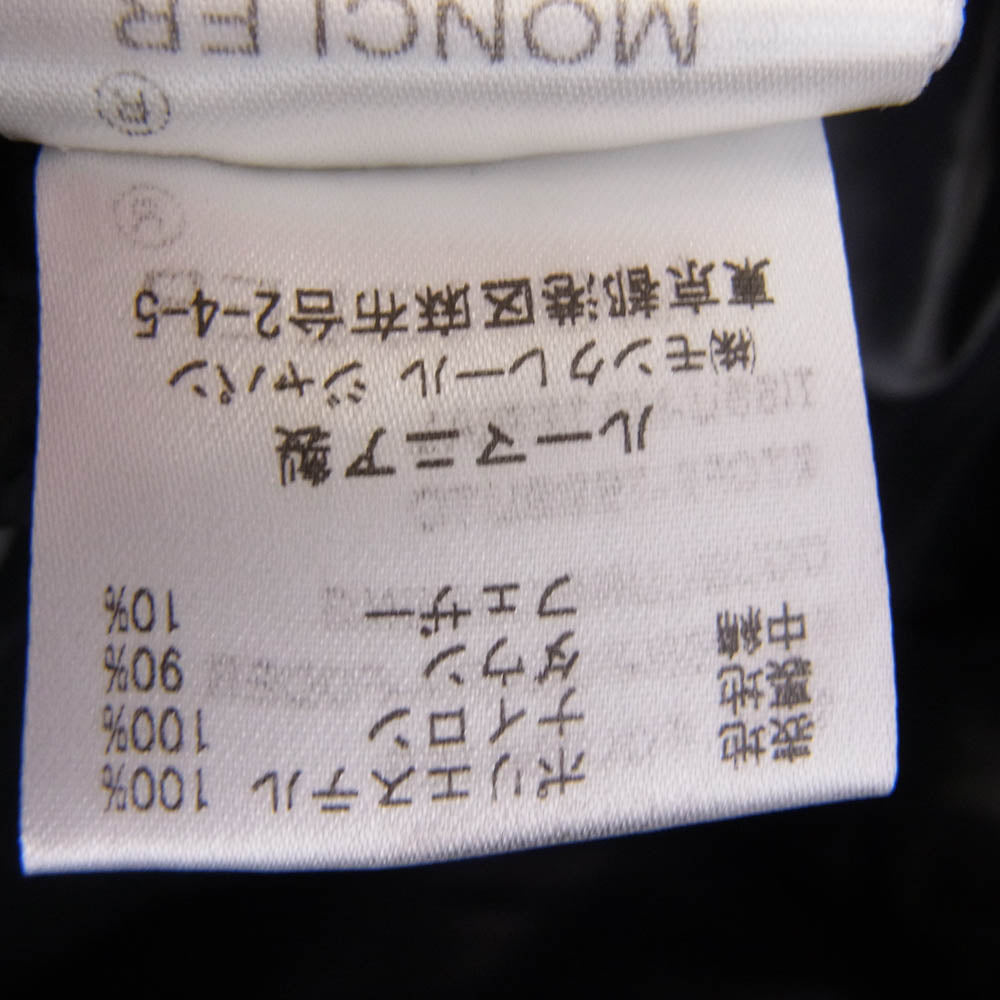 表地 ポリエステル 100%
裏地 ナイロン 100%
中綿 ダウン 90%
フェザー 10%
ルーマニア製
㈱モンクレール ジャパン
東京都港区麻布台2-4-5
MONCLER